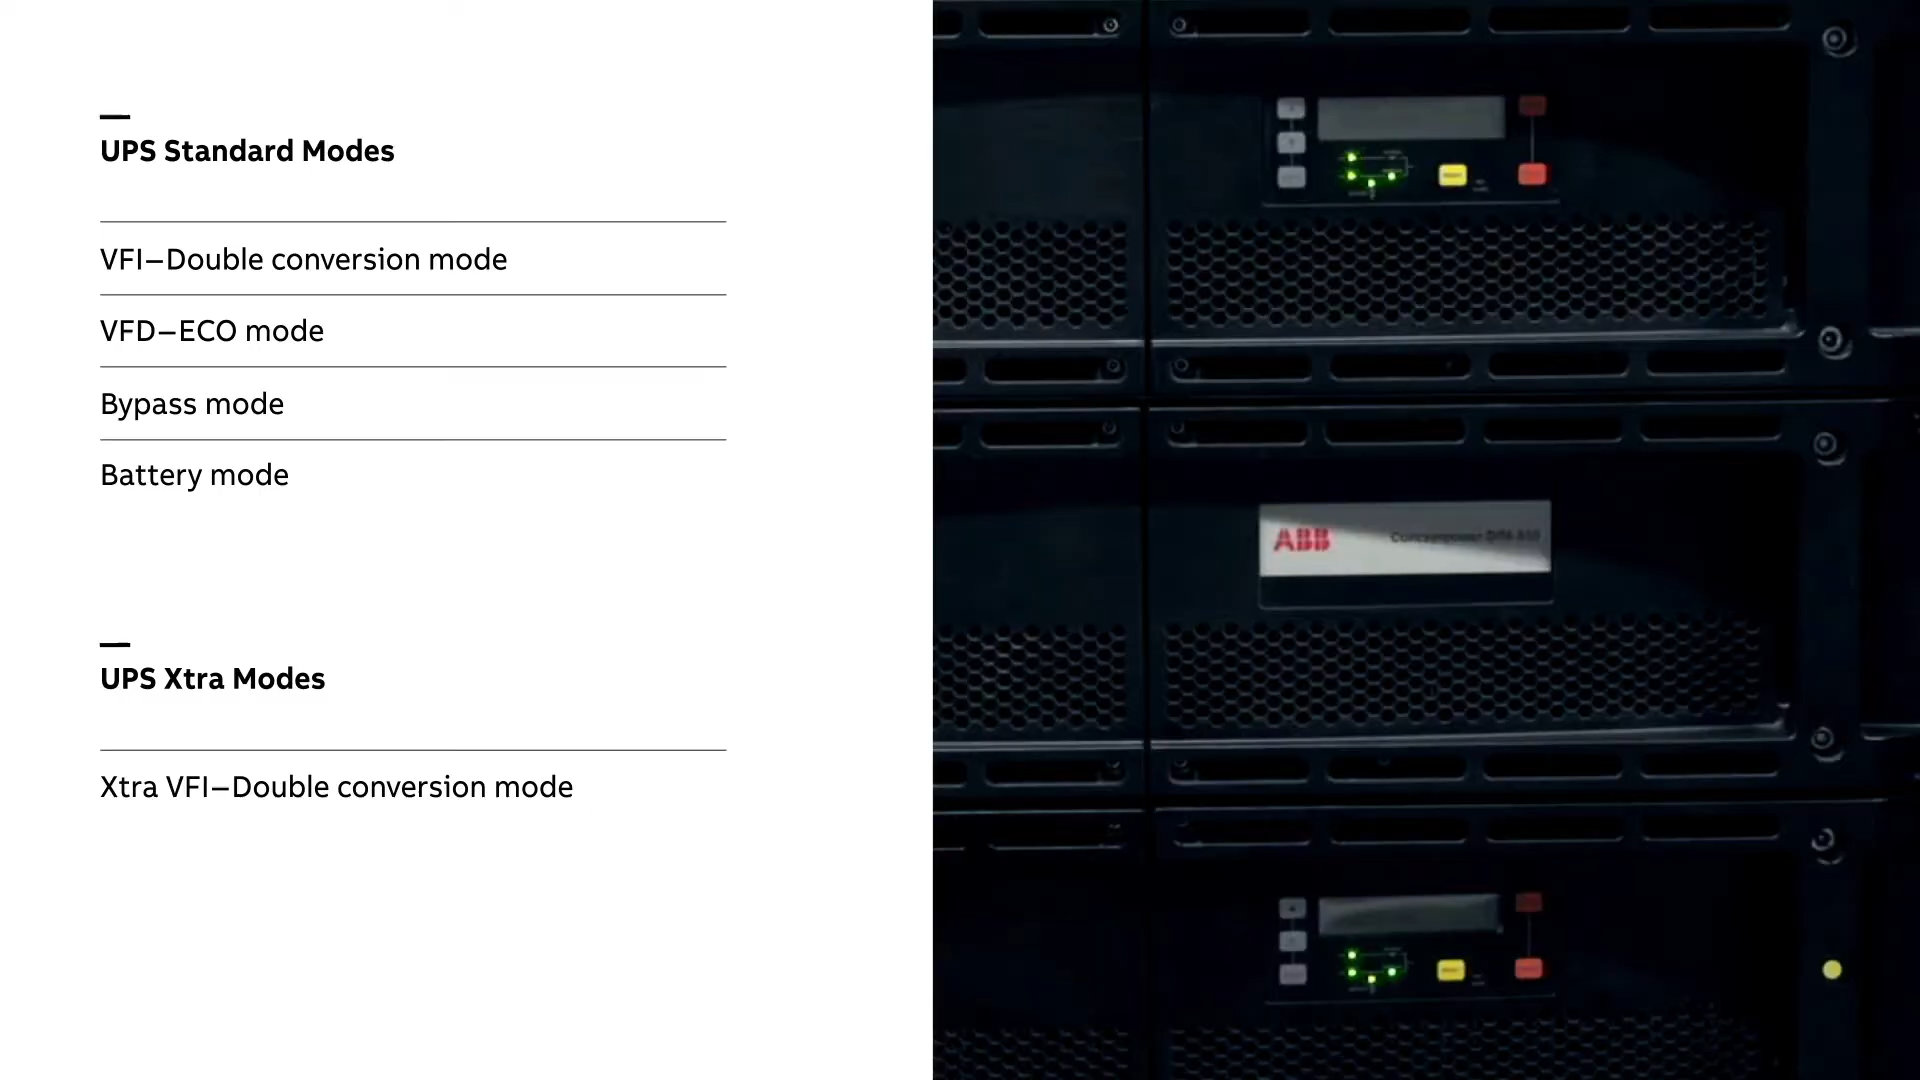 UPS Standard Modes
VFI–Double conversion mode
VFD–ECO mode
Bypass mode
Battery mode
UPS Xtra Modes
Xtra VFI–Double conversion mode
ABB